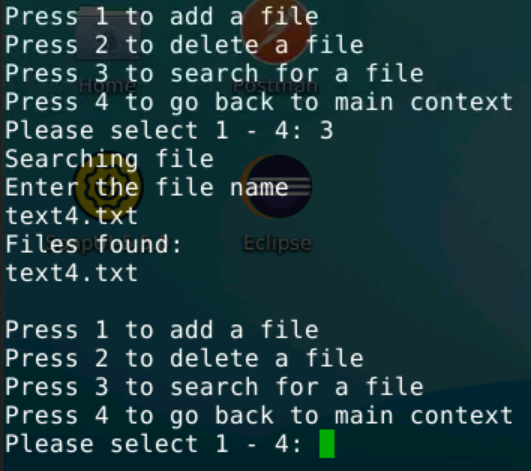 Press 1 to add a file
Press 2 to delete a file
Press 3 to search for a file
Home
Postman
Press 4 to go back to main context
Please select 1 - 4: 3
Searching file
Enter the file name
text4.txt
Files found:
Eclipse
text4.txt

Press 1 to add a file
Press 2 to delete a file
Press 3 to search for a file
Press 4 to go back to main context
Please select 1 - 4: